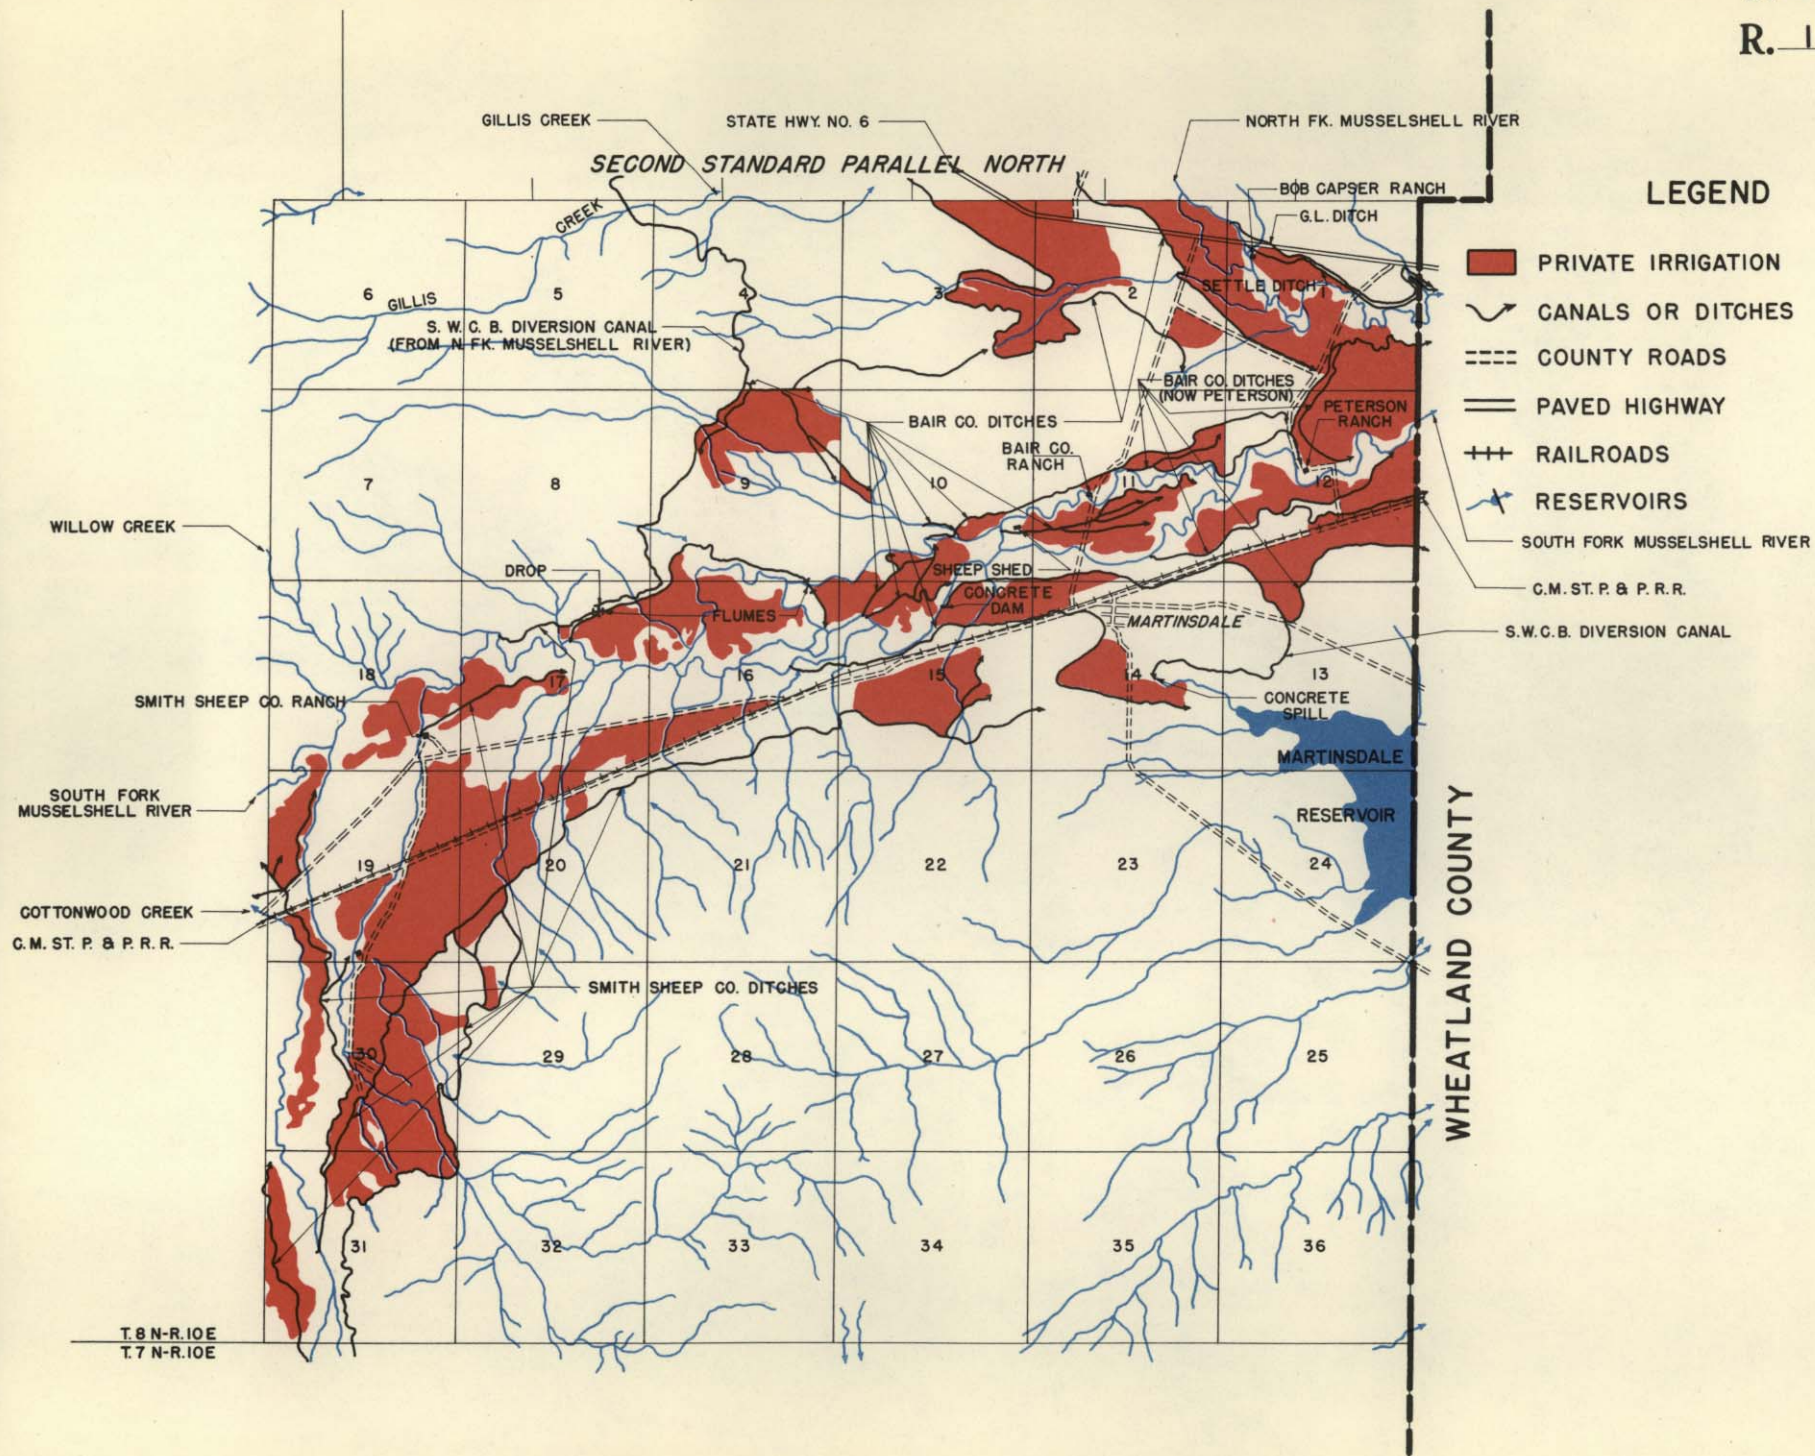 R. 1
GILLIS CREEK
STATE HWY. NO. 6
NORTH FK. MUSSELSHELL RIVER
SECOND STANDARD PARALLEL NORTH
BOB CAPSER RANCH
G.L. DITCH
LEGEND
PRIVATE IRRIGATION
CANALS OR DITCHES
COUNTY ROADS
PAVED HIGHWAY
RAILROADS
RESERVOIRS
CREEK
GILLIS
6
5
4
3
2
1
SETTLE DITCH
S. W. C. B. DIVERSION CANAL
(FROM N. FK. MUSSELSHELL RIVER)
BAIR CO. DITCHES
(NOW PETERSON)
BAIR CO. DITCHES
PETERSON
RANCH
BAIR CO.
RANCH
7
8
9
10
11
12
WILLOW CREEK
SOUTH FORK MUSSELSHELL RIVER
DROP
SHEEP SHED
CONCRETE
DAM
C.M. ST. P. & P. R.R.
FLUMES
MARTINSDALE
S.W.C.B. DIVERSION CANAL
18
17
16
15
14
13
SMITH SHEEP CO. RANCH
CONCRETE
SPILL
MARTINSDALE
RESERVOIR
SOUTH FORK
MUSSELSHELL RIVER
19
20
21
22
23
24
COTTONWOOD CREEK
C.M. ST. P. & P. R. R.
SMITH SHEEP CO. DITCHES
WHEATLAND COUNTY
30
29
28
27
26
25
31
32
33
34
35
36
T. 8 N-R. 10 E
T. 7 N-R. 10 E